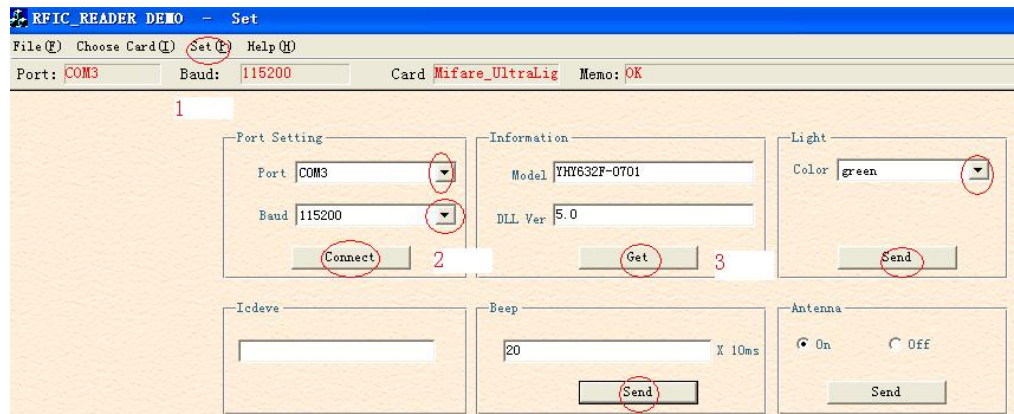 RFIC_READER DEMO - Set
File(F) Choose Card(I) Set(P) Help(H)
Port: COM3 Baud: 115200 Card Mifare_UltraLig Memo: OK
1
Port Setting Information Light
Port COM3 Model YHY632F-0701 Color green
Baud 115200 DLL Ver 5.0
Connect 2 Get 3 Send
Icdeve Beep Antenna
20 X 10ms On Off
Send Send